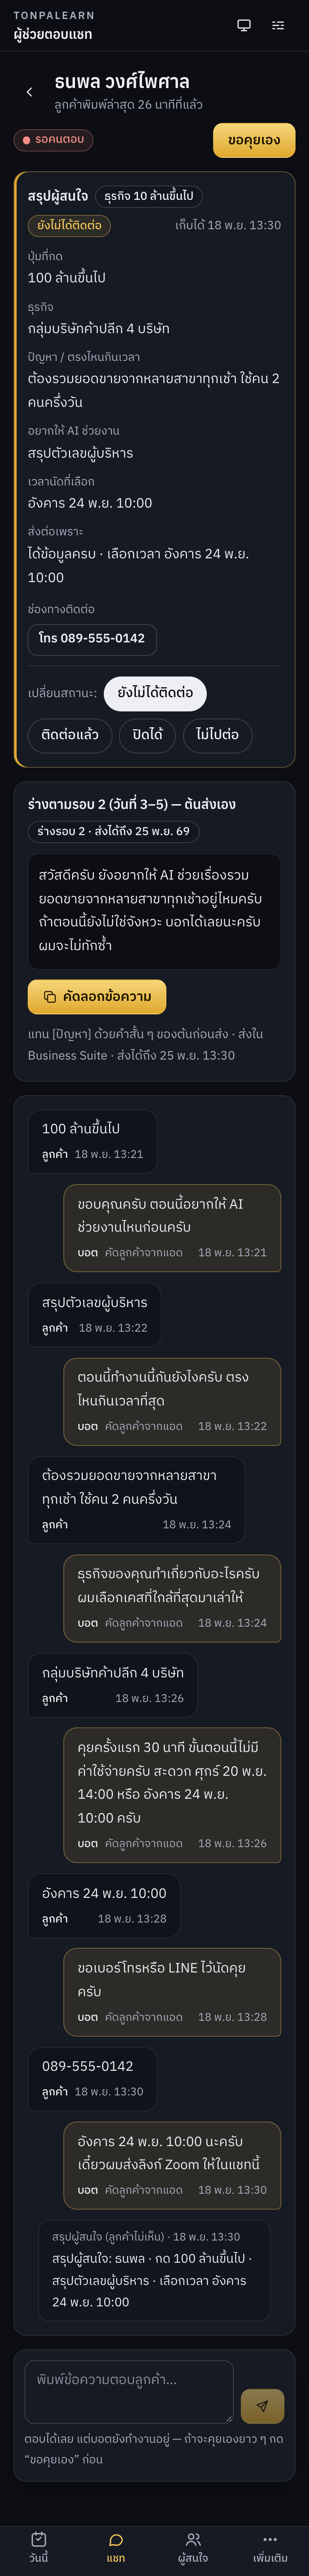 TONPALEARN
ผู้ช่วยตอบแชท
ธนพล วงศ์ไพศาล
ลูกค้าพิมพ์ล่าสุด 26 นาทีที่แล้ว
รอคนตอบ
ขอคุยเอง
สรุปผู้สนใจ
ธุรกิจ 10 ล้านขึ้นไป
ยังไม่ได้ติดต่อ
เก็บได้ 18 พ.ย. 13:30
ปุ่มที่กด
100 ล้านขึ้นไป
ธุรกิจ
กลุ่มบริษัทค้าปลีก 4 บริษัท
ปัญหา / ตรงไหนกินเวลา
ต้องรวมยอดขายจากหลายสาขาทุกเช้า ใช้คน 2
คนครึ่งวัน
อยากให้ AI ช่วยงาน
สรุปตัวเลขผู้บริหาร
เวลานัดที่เลือก
อังคาร 24 พ.ย. 10:00
ส่งต่อเพราะ
ได้ข้อมูลครบ · เลือกเวลา อังคาร 24 พ.ย.
10:00
ช่องทางติดต่อ
โทร 089-555-0142
เปลี่ยนสถานะ:
ยังไม่ได้ติดต่อ
ติดต่อแล้ว
ปิดได้
ไม่ไปต่อ
ร่างตามรอบ 2 (วันที่ 3–5) — ต้นส่งเอง
ร่างรอบ 2 · ส่งได้ถึง 25 พ.ย. 69
สวัสดีครับ ยังอยากให้ AI ช่วยเรื่องรวม
ยอดขายจากหลายสาขาทุกเช้าอยู่ไหมครับ
ถ้าตอนนี้ยังไม่ใช่จังหวะ บอกได้เลยนะครับ
ผมจะไม่ทักซ้ำ
คัดลอกข้อความ
แทน [ปัญหา] ด้วยคำสั้น ๆ ของต้นก่อนส่ง · ส่งใน
Business Suite · ส่งได้ถึง 25 พ.ย. 13:30
100 ล้านขึ้นไป
ลูกค้า 18 พ.ย. 13:21
ขอบคุณครับ ตอนนี้อยากให้ AI
ช่วยงานไหนก่อนครับ
บอต คัดลูกค้าจากแอด 18 พ.ย. 13:21
สรุปตัวเลขผู้บริหาร
ลูกค้า 18 พ.ย. 13:22
ตอนนี้ทำงานนี้กันยังไงครับ ตรง
ไหนกินเวลาที่สุด
บอต คัดลูกค้าจากแอด 18 พ.ย. 13:22
ต้องรวมยอดขายจากหลายสาขา
ทุกเช้า ใช้คน 2 คนครึ่งวัน
ลูกค้า 18 พ.ย. 13:24
ธุรกิจของคุณทำเกี่ยวกับอะไรครับ
ผมเลือกเคสที่ใกล้ที่สุดมาเล่าให้
บอต คัดลูกค้าจากแอด 18 พ.ย. 13:24
กลุ่มบริษัทค้าปลีก 4 บริษัท
ลูกค้า 18 พ.ย. 13:26
คุยครั้งแรก 30 นาที ขั้นตอนนี้ไม่มี
ค่าใช้จ่ายครับ สะดวก ศุกร์ 20 พ.ย.
14:00 หรือ อังคาร 24 พ.ย.
10:00 ครับ
บอต คัดลูกค้าจากแอด 18 พ.ย. 13:26
อังคาร 24 พ.ย. 10:00
ลูกค้า 18 พ.ย. 13:28
ขอเบอร์โทรหรือ LINE ไว้นัดคุย
ครับ
บอต คัดลูกค้าจากแอด 18 พ.ย. 13:28
089-555-0142
ลูกค้า 18 พ.ย. 13:30
อังคาร 24 พ.ย. 10:00 นะครับ
เดี๋ยวผมส่งลิงก์ Zoom ให้ในแชทนี้
บอต คัดลูกค้าจากแอด 18 พ.ย. 13:30
สรุปผู้สนใจ (ลูกค้าไม่เห็น) · 18 พ.ย. 13:30
สรุปผู้สนใจ: ธนพล · กด 100 ล้านขึ้นไป ·
สรุปตัวเลขผู้บริหาร · เลือกเวลา อังคาร
24 พ.ย. 10:00
พิมพ์ข้อความตอบลูกค้า...
ตอบได้เลย แต่บอตยังทำงานอยู่ — ถ้าจะคุยเองยาว ๆ กด
“ขอคุยเอง” ก่อน
วันนี้
แชท
ผู้สนใจ
เพิ่มเติม